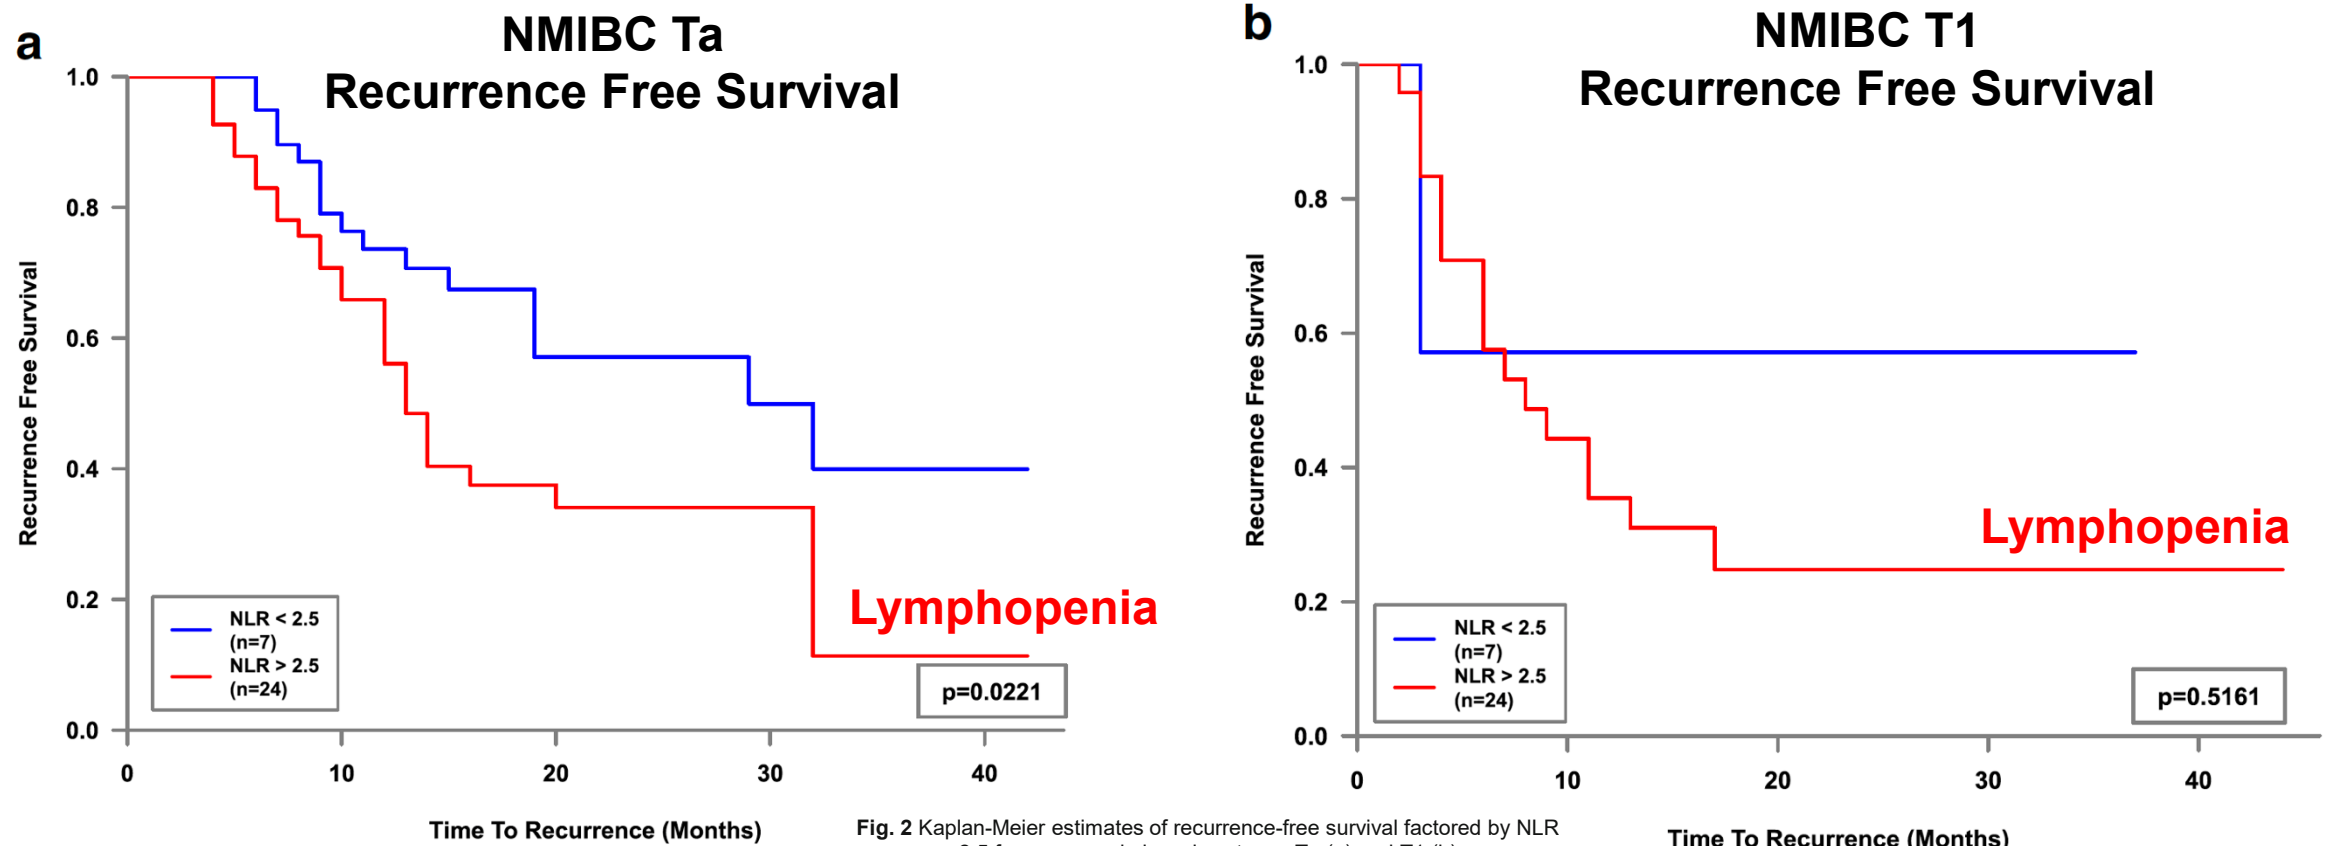 a
NMIBC Ta
Recurrence Free Survival
1.0
0.8
0.6
0.4
0.2
0.0
Recurrence Free Survival
NLR < 2.5
(n=7)
NLR > 2.5
(n=24)
Lymphopenia
p=0.0221
0 10 20 30 40
Time To Recurrence (Months)
b
NMIBC T1
Recurrence Free Survival
1.0
0.8
0.6
0.4
0.2
0.0
Recurrence Free Survival
NLR < 2.5
(n=7)
NLR > 2.5
(n=24)
Lymphopenia
p=0.5161
0 10 20 30 40
Time To Recurrence (Months)
Fig. 2 Kaplan-Meier estimates of recurrence-free survival factored by NLR